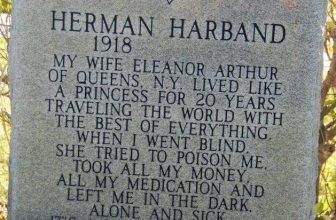 HERMAN HARBAND
1918
MY WIFE ELEANOR ARTHUR
OF QUEENS, N.Y. LIVED LIKE
A PRINCESS FOR 20 YEARS
TRAVELING THE WORLD WITH
THE BEST OF EVERYTHING.
WHEN I WENT BLIND,
SHE TRIED TO POISON ME,
TOOK ALL MY MONEY,
ALL MY MEDICATION AND
LEFT ME IN THE DARK,
ALONE AND SICK.